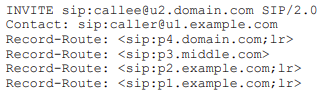 INVITE sip:callee@u2.domain.com SIP/2.0
Contact: sip:caller@u1.example.com
Record-Route: <sip:p4.domain.com;lr>
Record-Route: <sip:p3.middle.com>
Record-Route: <sip:p2.example.com;lr>
Record-Route: <sip:p1.example.com;lr>